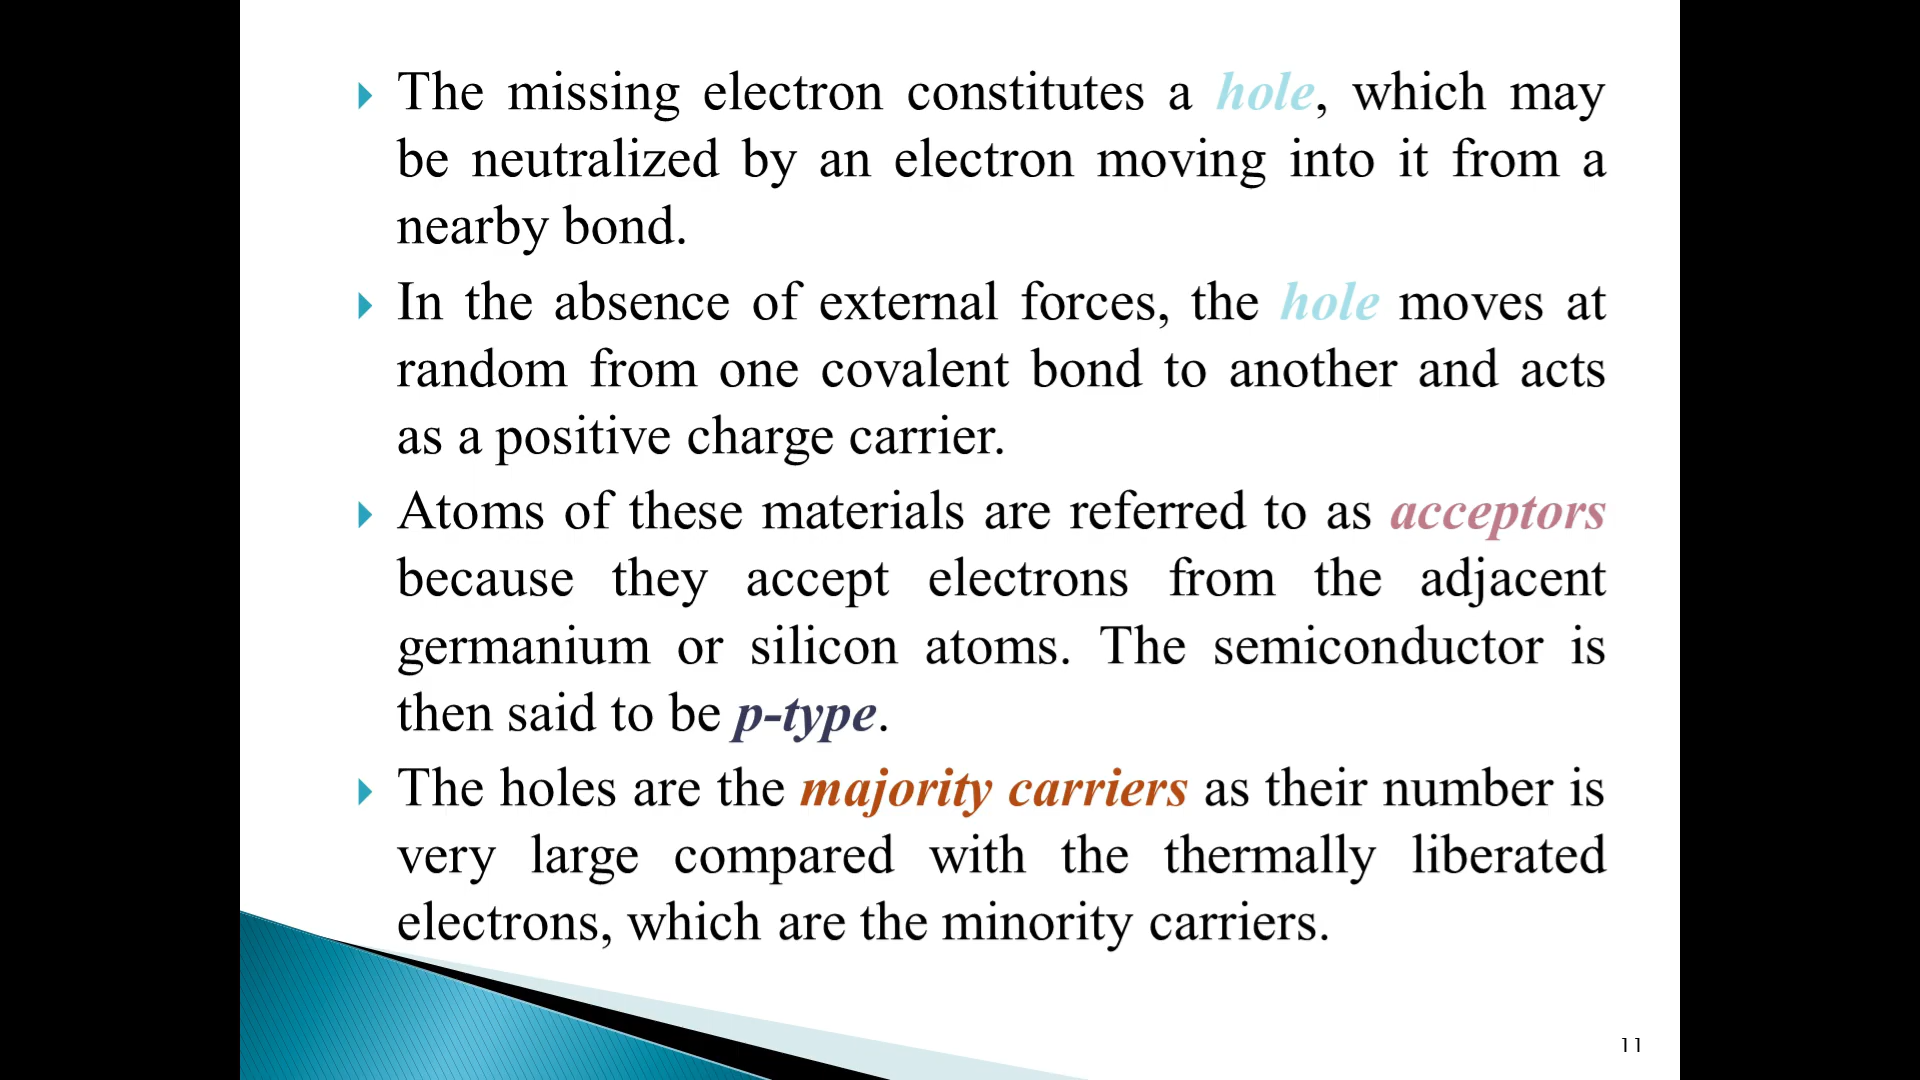 The missing electron constitutes a hole, which may
be neutralized by an electron moving into it from a
nearby bond.
In the absence of external forces, the hole moves at
random from one covalent bond to another and acts
as a positive charge carrier.
Atoms of these materials are referred to as acceptors
because they accept electrons from the adjacent
germanium or silicon atoms. The semiconductor is
then said to be p-type.
The holes are the majority carriers as their number is
very large compared with the thermally liberated
electrons, which are the minority carriers.
11